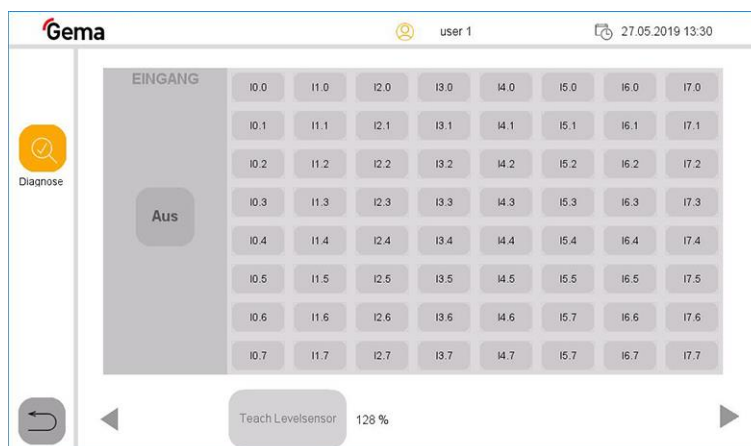 Gema user 1 27.05.2019 13:30
EINGANG I0.0 I1.0 I2.0 I3.0 I4.0 I5.0 I6.0 I7.0
I0.1 I1.1 I2.1 I3.1 I4.1 I5.1 I6.1 I7.1
I0.2 I1.2 I2.2 I3.2 I4.2 I5.2 I6.2 I7.2
Diagnose
Aus I0.3 I1.3 I2.3 I3.3 I4.3 I5.3 I6.3 I7.3
I0.4 I1.4 I2.4 I3.4 I4.4 I5.4 I6.4 I7.4
I0.5 I1.5 I2.5 I3.5 I4.5 I5.5 I6.5 I7.5
I0.6 I1.6 I2.6 I3.6 I4.6 I5.7 I6.6 I7.6
I0.7 I1.7 I2.7 I3.7 I4.7 I5.7 I6.7 I7.7
Teach Levelsensor 128 %